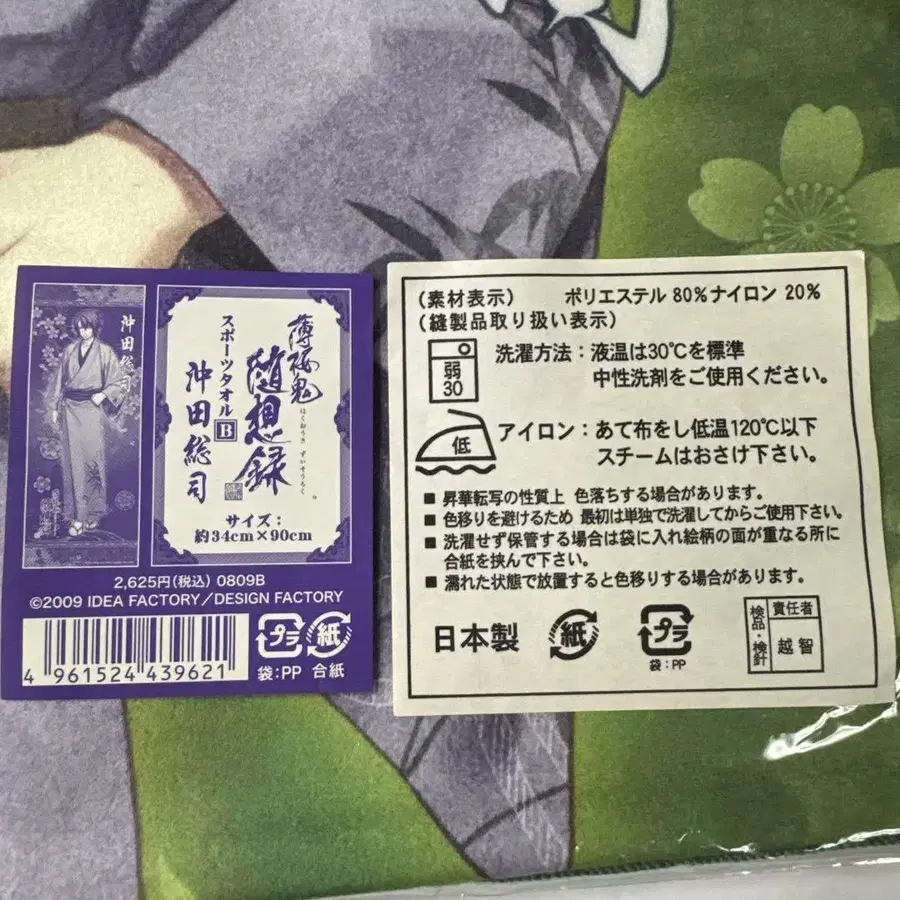 沖田総司
薄桜鬼
はくおうき ずいそうろく
随想録
スポーツタオルB
沖田総司
サイズ:
約34cm×90cm
2,625円(税込) 0809B
©2009 IDEA FACTORY/DESIGN FACTORY
4 961524 439621
プラ
紙
袋:PP 合紙
(素材表示) ポリエステル 80%ナイロン 20%
(縫製品取り扱い表示)
弱
30
洗濯方法:液温は30℃を標準
中性洗剤をご使用ください。
低
アイロン:あて布をし低温120℃以下
スチームはおさけ下さい。
■ 昇華転写の性質上 色落ちする場合があります。
■ 色移りを避けるため 最初は単独で洗濯してからご使用下さい。
■ 洗濯せず保管する場合は袋に入れ絵柄の面が重なる所に
合紙を挟んで下さい。
■ 濡れた状態で放置すると色移りする場合があります。
日本製
紙
プラ
袋:PP
検品・検針
責任者
越智